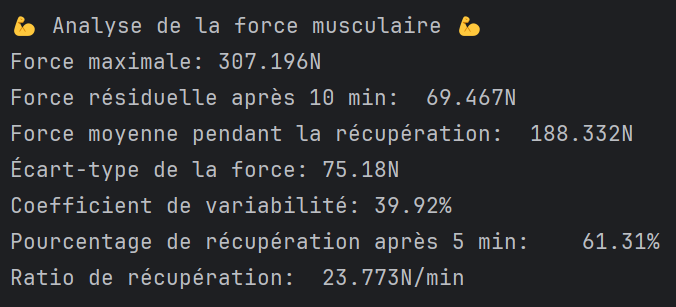 💪 Analyse de la force musculaire 💪
Force maximale: 307.196N
Force résiduelle après 10 min:  69.467N
Force moyenne pendant la récupération:  188.332N
Écart-type de la force: 75.18N
Coefficient de variabilité: 39.92%
Pourcentage de récupération après 5 min:    61.31%
Ratio de récupération:  23.773N/min